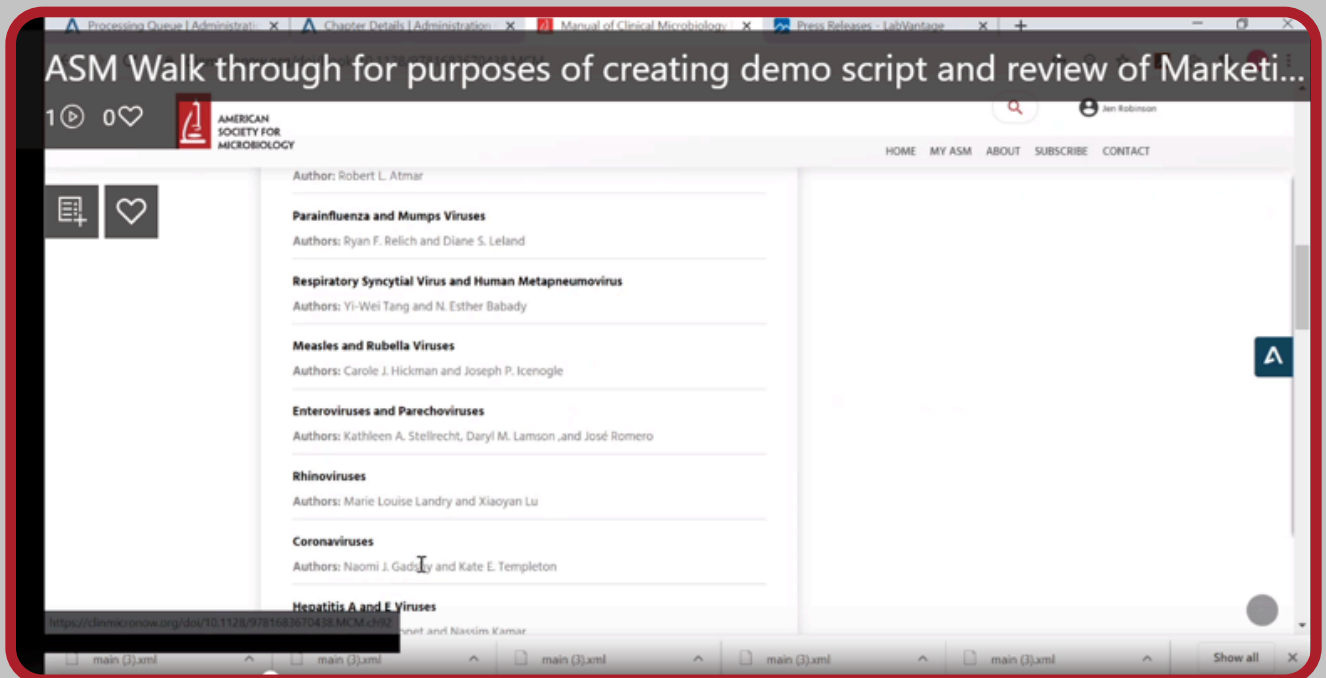 Processing Queue | Administrati
Chapter Details | Administration
Manual of Clinical Microbiology
Press Releases - LabVantage
ASM Walk through for purposes of creating demo script and review of Marketi...
1 0
AMERICAN
SOCIETY FOR
MICROBIOLOGY
Jen Robinson
HOME MY ASM ABOUT SUBSCRIBE CONTACT
Author: Robert L. Atmar
Parainfluenza and Mumps Viruses
Authors: Ryan F. Relich and Diane S. Leland
Respiratory Syncytial Virus and Human Metapneumovirus
Authors: Yi-Wei Tang and N. Esther Babady
Measles and Rubella Viruses
Authors: Carole J. Hickman and Joseph P. Icenogle
Enteroviruses and Parechoviruses
Authors: Kathleen A. Stellrecht, Daryl M. Lamson ,and José Romero
Rhinoviruses
Authors: Marie Louise Landry and Xiaoyan Lu
Coronaviruses
Authors: Naomi J. Gadsby and Kate E. Templeton
Hepatitis A and E Viruses
and Nassim Kamar
https://clinmicronow.org/doi/10.1128/9781683670438.MCM.ch92
main (3).xml main (3).xml main (3).xml main (3).xml main (3).xml Show all